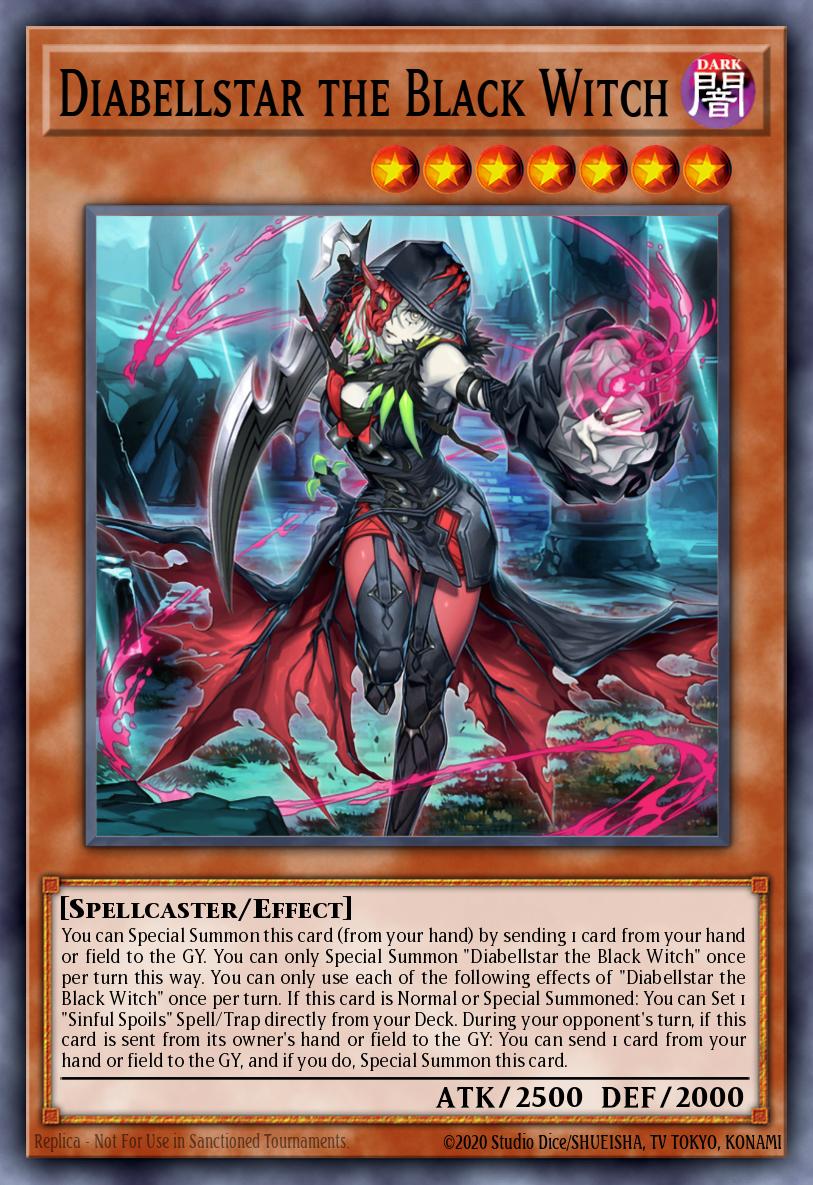 Diabellstar the Black Witch
DARK
闇
[Spellcaster/Effect]
You can Special Summon this card (from your hand) by sending 1 card from your hand
or field to the GY. You can only Special Summon "Diabellstar the Black Witch" once
per turn this way. You can only use each of the following effects of "Diabellstar the
Black Witch" once per turn. If this card is Normal or Special Summoned: You can Set 1
"Sinful Spoils" Spell/Trap directly from your Deck. During your opponent's turn, if this
card is sent from its owner's hand or field to the GY: You can send 1 card from your
hand or field to the GY, and if you do, Special Summon this card.
ATK/2500 DEF/2000
Replica - Not For Use in Sanctioned Tournaments.
©2020 Studio Dice/SHUEISHA, TV TOKYO, KONAMI